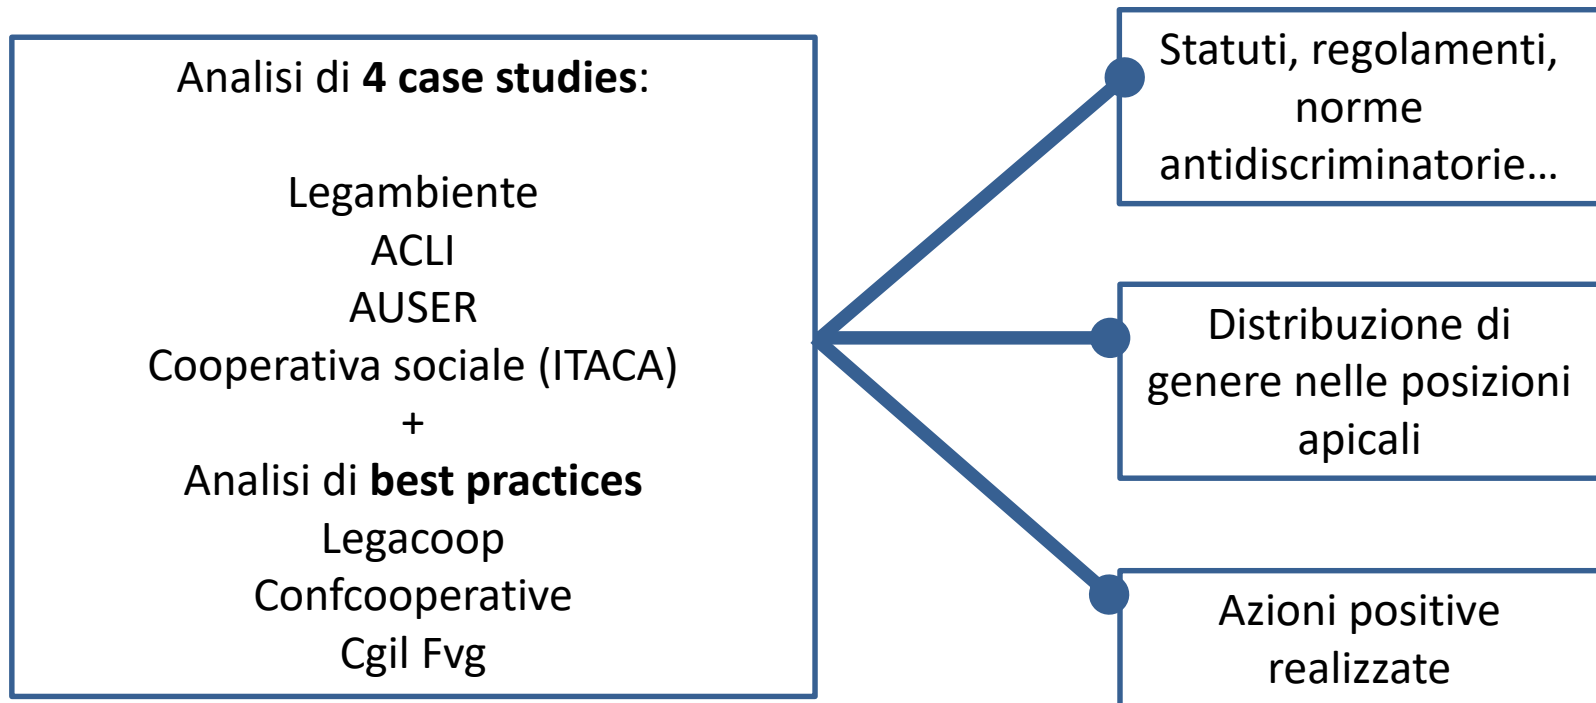 Analisi di 4 case studies:
Legambiente
ACLI
AUSER
Cooperativa sociale (ITACA)
+
Analisi di best practices
Legacoop
Confcooperative
Cgil Fvg
Statuti, regolamenti,
norme
antidiscriminatorie…
Distribuzione di
genere nelle posizioni
apicali
Azioni positive
realizzate